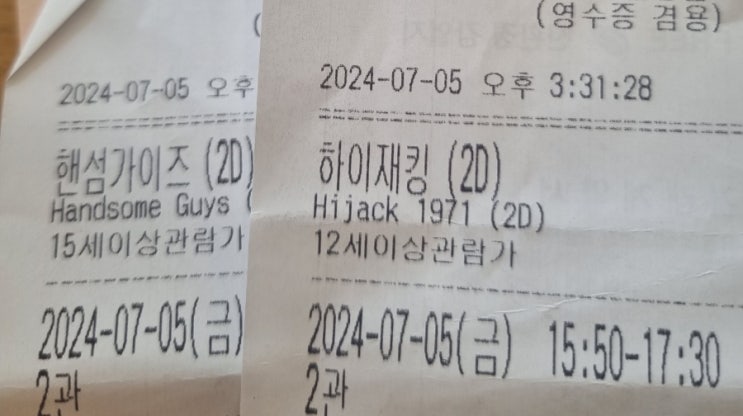 2024-07-05 오후
핸섬가이즈 (2D)
Handsome Guys (
15세이상관람가
2024-07-05(금)
2관
(영수증 겸용)
2024-07-05 오후 3:31:28
하이재킹 (2D)
Hijack 1971 (2D)
12세이상관람가
2024-07-05(금) 15:50-17:30
2관